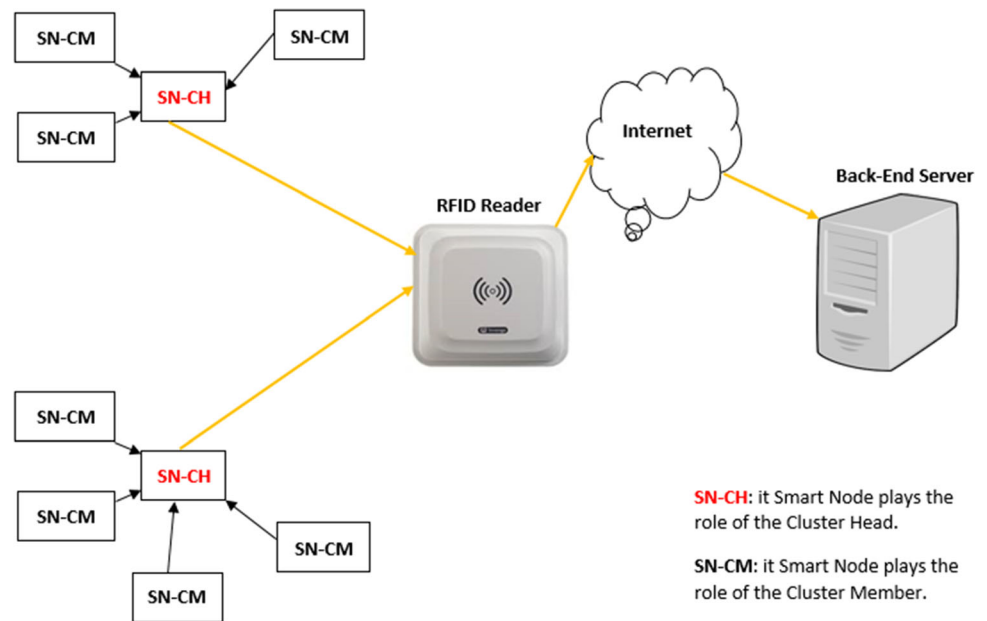 SN-CM
SN-CM
SN-CH
SN-CM
Internet
Back-End Server
RFID Reader
SN-CM
SN-CH
SN-CM
SN-CM
SN-CM
SN-CH: it Smart Node plays the
role of the Cluster Head.
SN-CM: it Smart Node plays the
role of the Cluster Member.